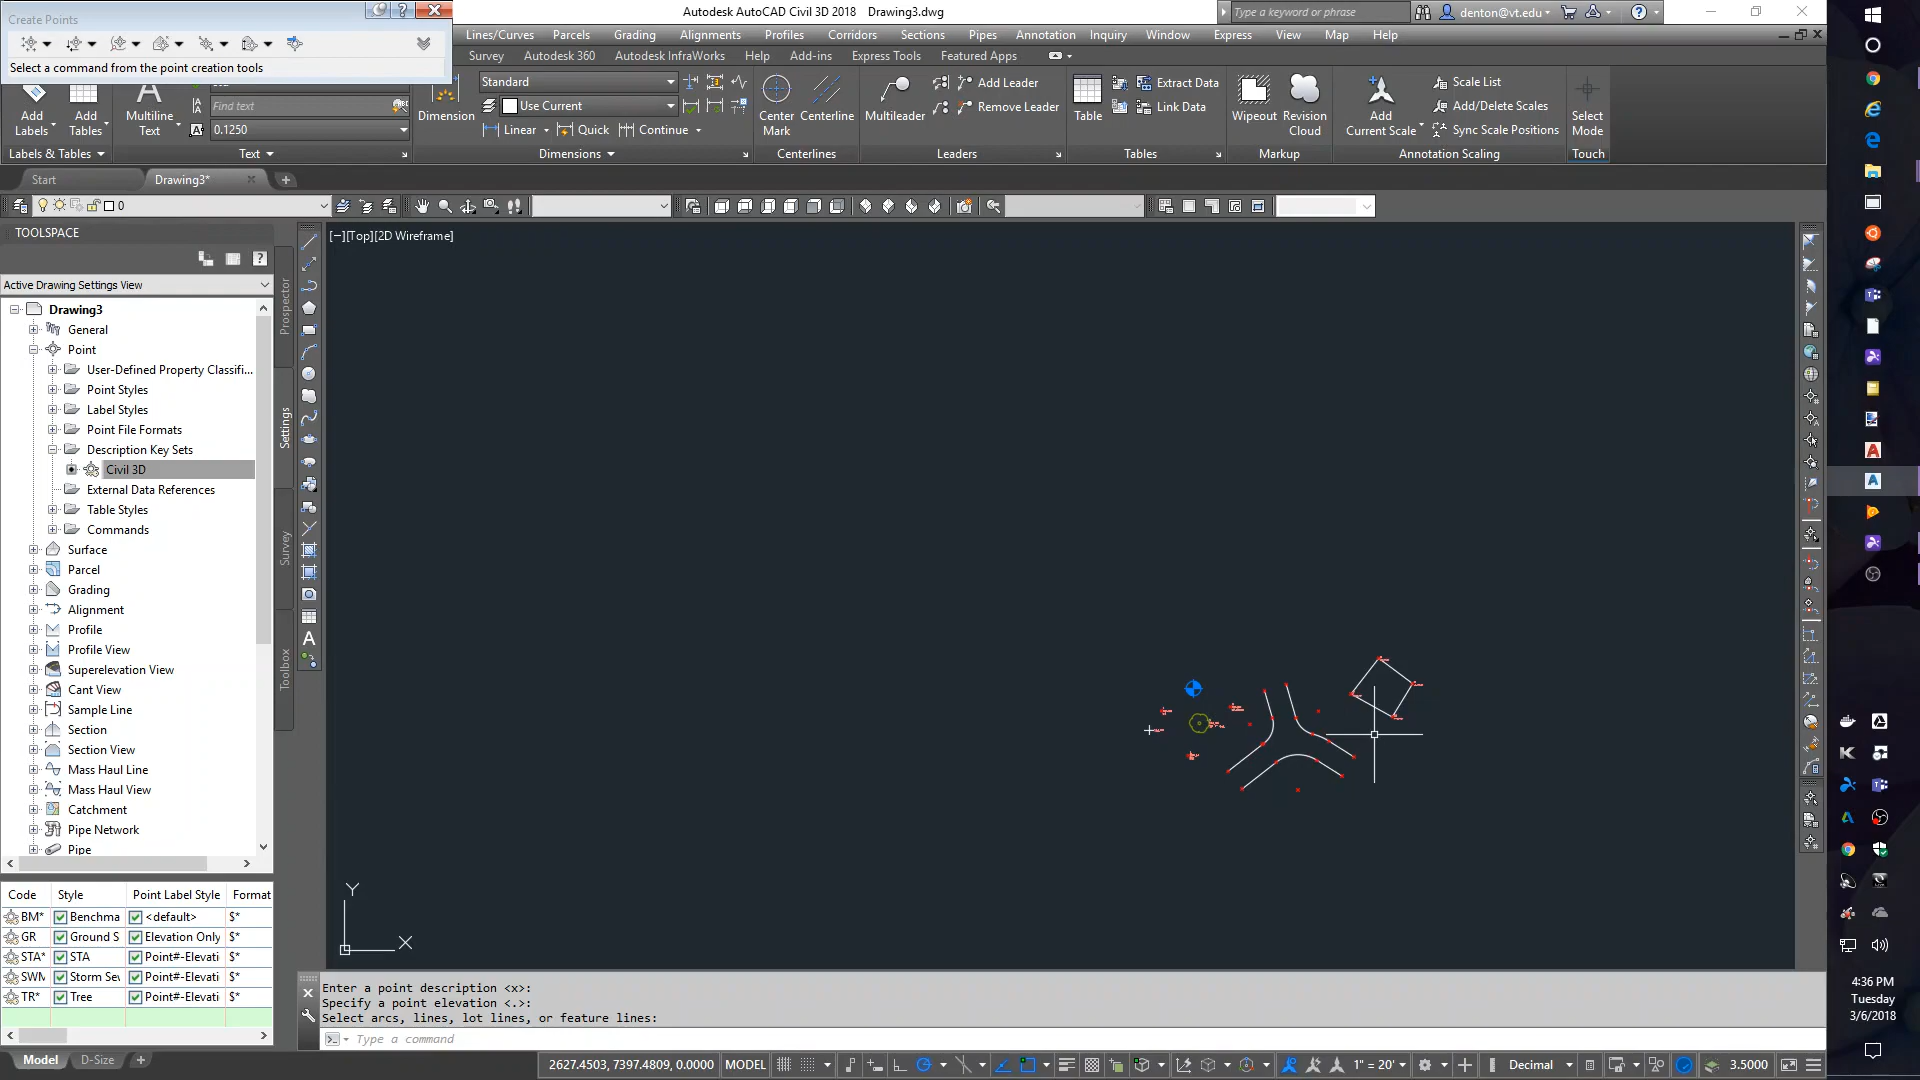 Create Points
Select a command from the point creation tools
Autodesk AutoCAD Civil 3D 2018 Drawing3.dwg
Type a keyword or phrase
denton@vt.edu
Lines/Curves Parcels Grading Alignments Profiles Corridors Sections Pipes Annotation Inquiry Window Express View Map Help
Survey Autodesk 360 Autodesk InfraWorks Help Add-ins Express Tools Featured Apps
Add Labels
Add Tables
Labels & Tables
Multiline Text
Find text
0.1250
Text
Dimension
Standard
Use Current
Linear Quick Continue
Dimensions
Center Mark
Centerline
Centerlines
Multileader
Add Leader
Remove Leader
Leaders
Table
Extract Data
Link Data
Tables
Wipeout
Revision Cloud
Markup
Add Current Scale
Scale List
Add/Delete Scales
Sync Scale Positions
Annotation Scaling
Select Mode
Touch
Start Drawing3*
0
TOOLSPACE
Active Drawing Settings View
Drawing3
General
Point
User-Defined Property Classifi...
Point Styles
Label Styles
Point File Formats
Description Key Sets
Civil 3D
External Data References
Table Styles
Commands
Surface
Parcel
Grading
Alignment
Profile
Profile View
Superelevation View
Cant View
Sample Line
Section
Section View
Mass Haul Line
Mass Haul View
Catchment
Pipe Network
Pipe
Prospector
Settings
Survey
Toolbox
Code Style Point Label Style Format
BM* Benchma <default> $*
GR Ground S Elevation Only $*
STA* STA Point#-Elevati $*
SWM Storm Sew Point#-Elevati $*
TR* Tree Point#-Elevati $*
[−][Top][2D Wireframe]
Y
X
Enter a point description <x>:
Specify a point elevation <.>:
Select arcs, lines, lot lines, or feature lines:
Type a command
Model D-Size
2627.4503, 7397.4809, 0.0000 MODEL
1" = 20'
Decimal
3.5000
4:36 PM
Tuesday
3/6/2018